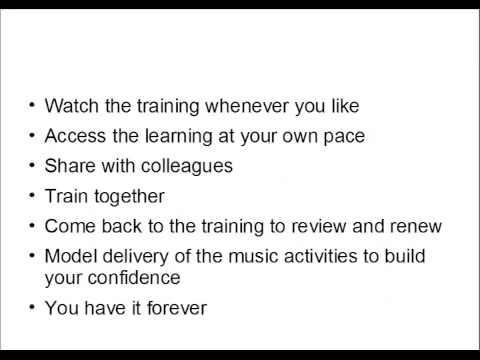 • Watch the training whenever you like
• Access the learning at your own pace
• Share with colleagues
• Train together
• Come back to the training to review and renew
• Model delivery of the music activities to build
your confidence
• You have it forever